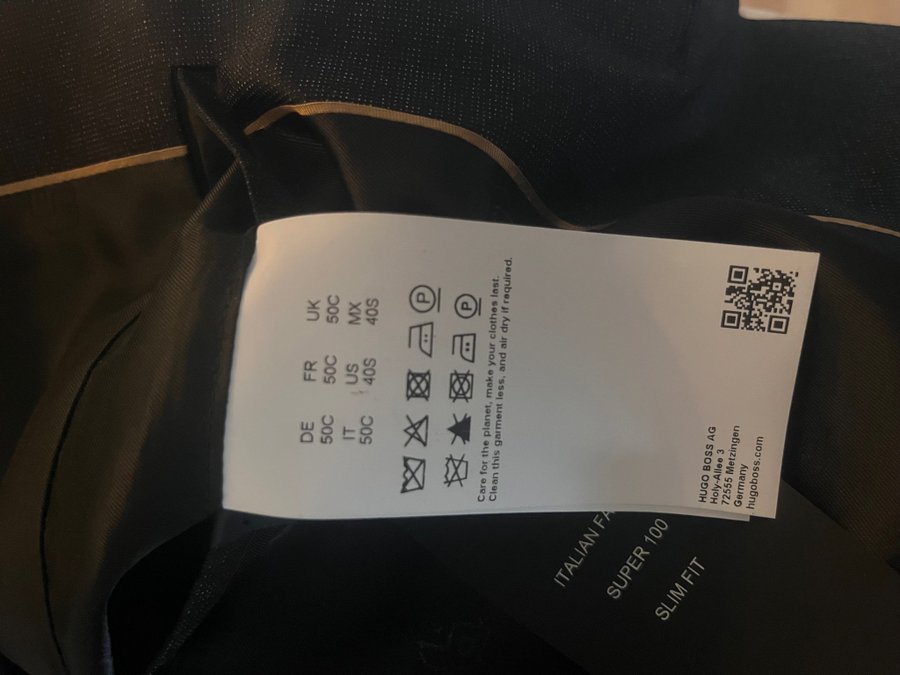 DE FR UK
50C 50C 50C
IT US MX
50C 40S 40S
P
P
Care for the planet, make your clothes last.
Clean this garment less, and air dry if required.
HUGO BOSS AG
Holy-Allee 3
72555 Metzingen
Germany
hugoboss.com
ITALIAN FA
SUPER 100
SLIM FIT